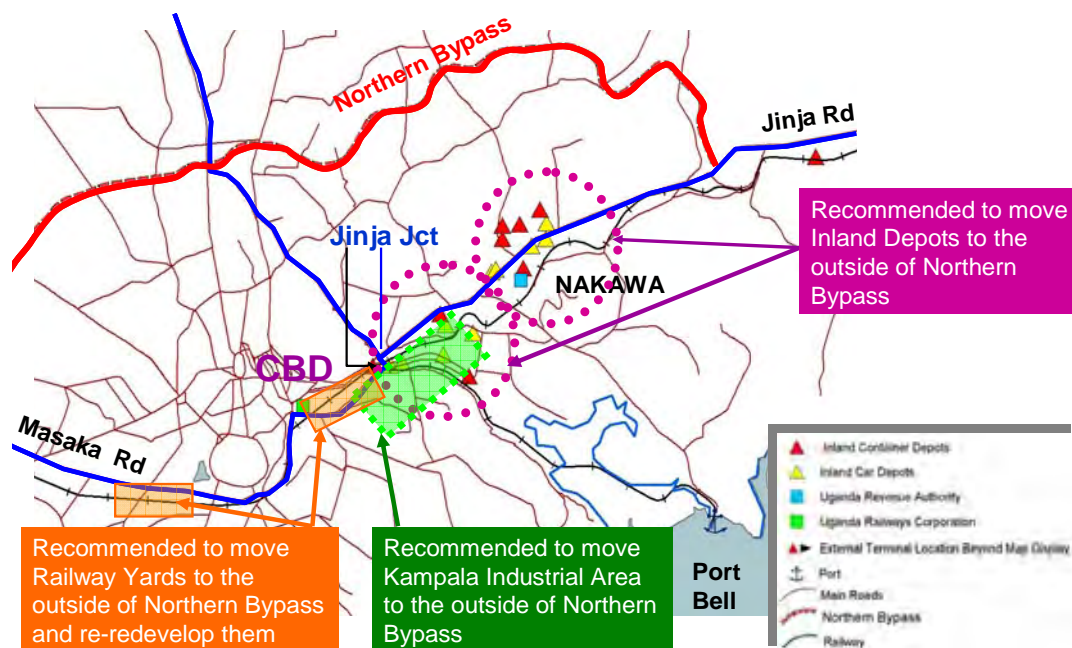 Northern Bypass
Jinja Rd
Recommended to move
Inland Depots to the
outside of Northern
Bypass
Jinja Jct
NAKAWA
CBD
Masaka Rd
Recommended to move
Railway Yards to the
outside of Northern Bypass
and re-redevelop them
Recommended to move
Kampala Industrial Area
to the outside of Northern
Bypass
Port
Bell
Inland Container Depots
Inland Car Depots
Uganda Revenue Authority
Uganda Railways Corporation
External Terminal Location Beyond Map Display
Port
Main Roads
Northern Bypass
Railway